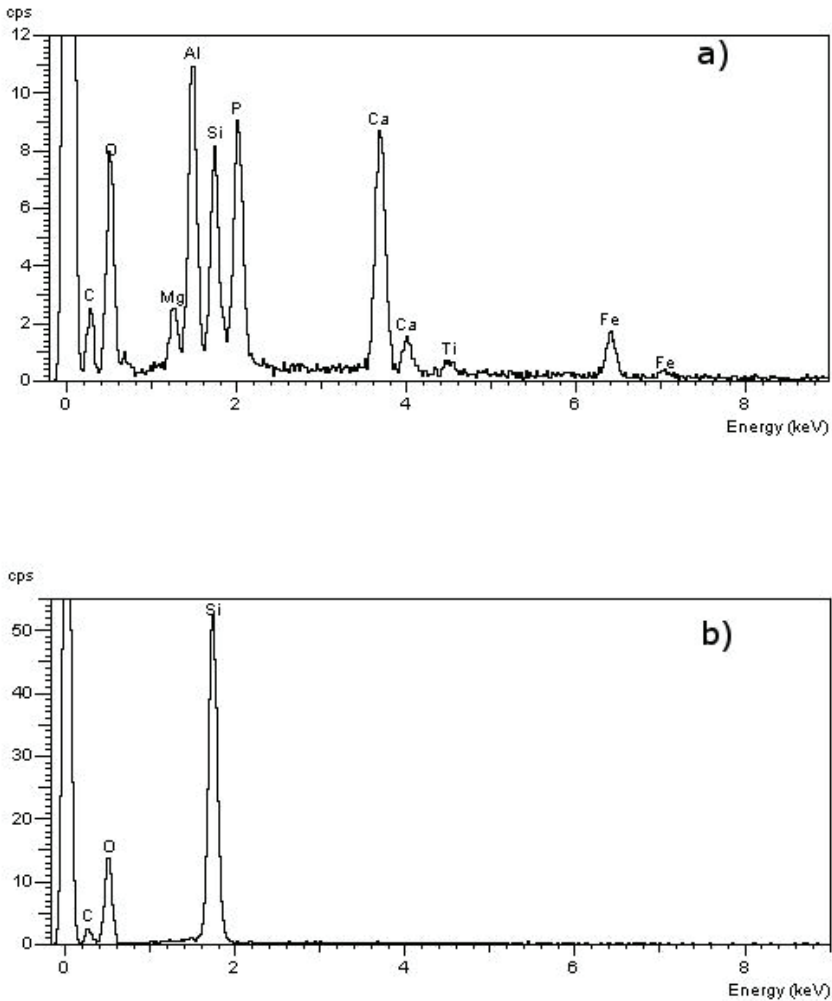 cps
a)
12
10
8
6
4
2
0
Al
P
Si
Ca
O
C
Mg
Ca
Ti
Fe
Fe
0 2 4 6 8
Energy (keV)
cps
b)
50
40
30
20
10
0
Si
O
C
0 2 4 6 8
Energy (keV)